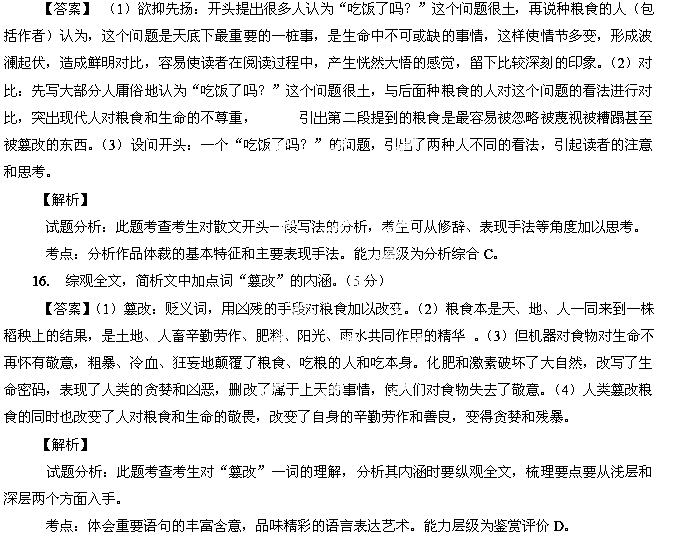 【答案】 （1）欲抑先扬：开头提出很多人认为“吃饭了吗？”这个问题很土，再说种粮食的人（包
括作者）认为，这个问题是天底下最重要的一桩事，是生命中不可或缺的事情，这样使情节多变，形成波
澜起伏，造成鲜明对比，容易使读者在阅读过程中，产生恍然大悟的感觉，留下比较深刻的印象。（2）对
比：先写大部分人庸俗地认为“吃饭了吗？”这个问题很土，与后面种粮食的人对这个问题的看法进行对
比，突出现代人对粮食和生命的不尊重， 引出第二段提到的粮食是最容易被忽略被蔑视被糟蹋甚至
被篡改的东西。（3）设问开头：一个“吃饭了吗？”的问题，引出了两种人不同的看法，引起读者的注意
和思考。
【解析】
试题分析：此题考查考生对散文开头一段写法的分析，考生可从修辞、表现手法等角度加以思考。
考点：分析作品体裁的基本特征和主要表现手法。能力层级为分析综合 C。
16. 综观全文，简析文中加点词“篡改”的内涵。（5 分）
【答案】（1）篡改：贬义词，用凶残的手段对粮食加以改变。（2）粮食本是天、地、人一同来到一株
稻秧上的结果，是土地、人畜辛勤劳作、肥料、阳光、雨水共同作用的精华 。（3）但机器对食物对生命不
再怀有敬意，粗暴、冷血、狂妄地颠覆了粮食、吃粮的人和吃本身。化肥和激素破坏了大自然，改写了生
命密码，表现了人类的贪婪和凶恶，删改了属于上天的事情，使人们对食物失去了敬意。（4）人类篡改粮
食的同时也改变了人对粮食和生命的敬畏，改变了自身的辛勤劳作和善良，变得贪婪和残暴。
【解析】
试题分析：此题考查考生对“篡改”一词的理解，分析其内涵时要纵观全文，梳理要点要从浅层和
深层两个方面入手。
考点：体会重要语句的丰富含意，品味精彩的语言表达艺术。能力层级为鉴赏评价 D。